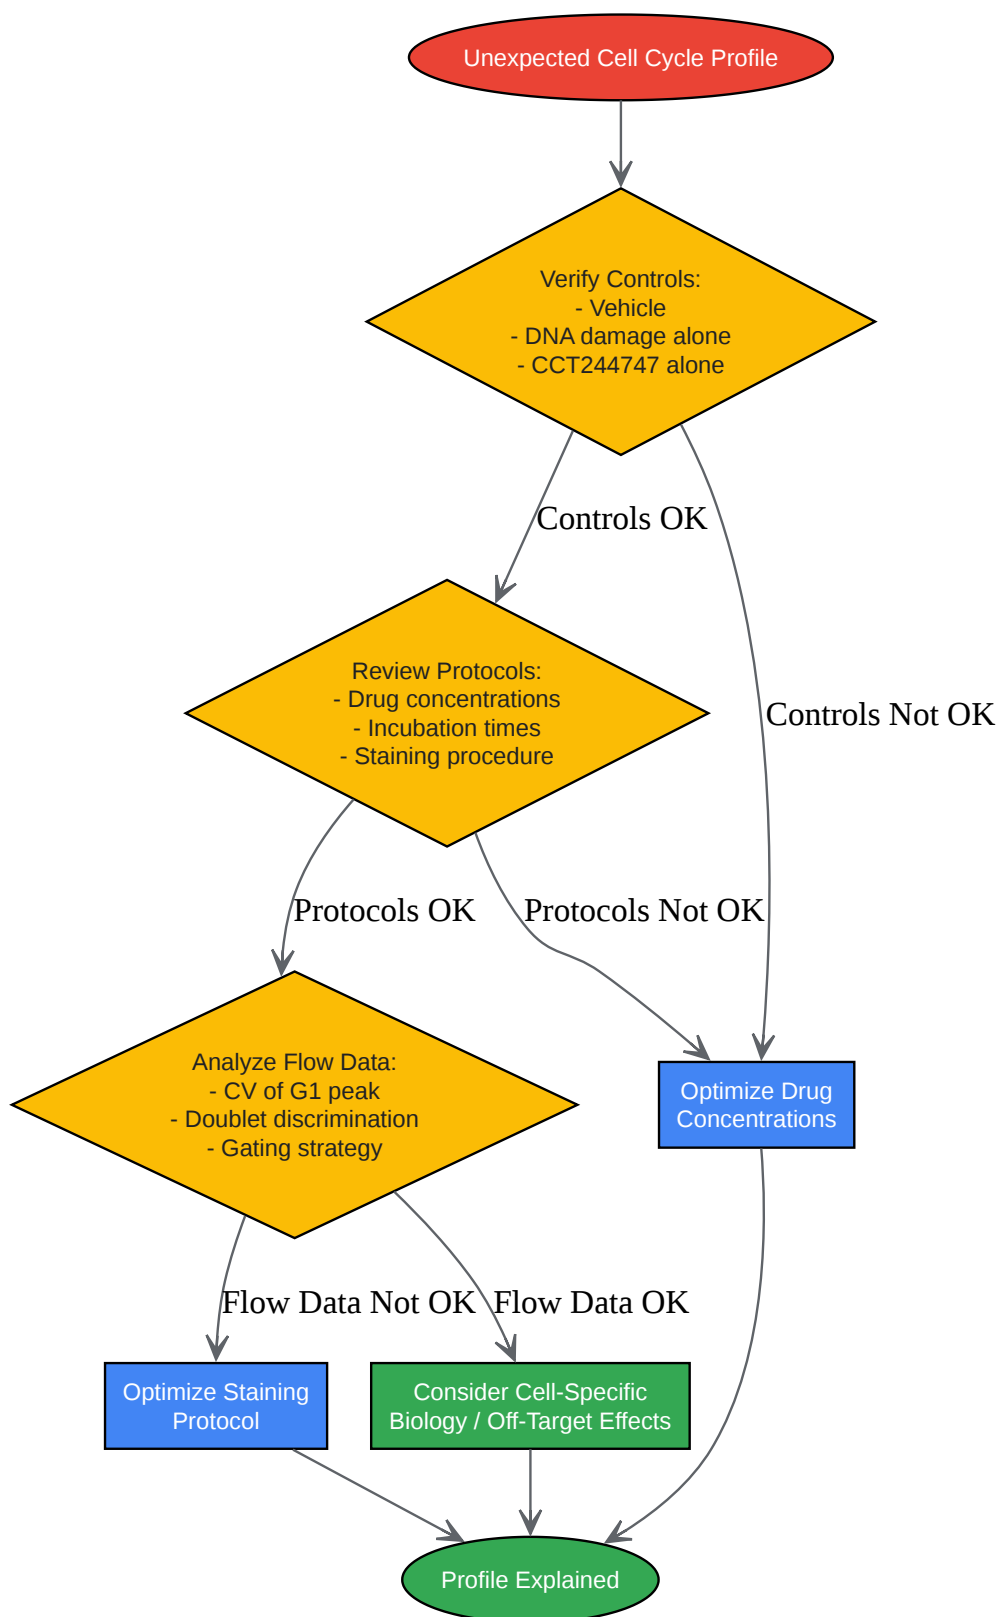 Unexpected Cell Cycle Profile
Verify Controls:
- Vehicle
- DNA damage alone
- CCT244747 alone
Controls OK
Controls Not OK
Review Protocols:
- Drug concentrations
- Incubation times
- Staining procedure
Protocols OK
Protocols Not OK
Analyze Flow Data:
- CV of G1 peak
- Doublet discrimination
- Gating strategy
Optimize Drug
Concentrations
Flow Data Not OK
Flow Data OK
Optimize Staining
Protocol
Consider Cell-Specific
Biology / Off-Target Effects
Profile Explained